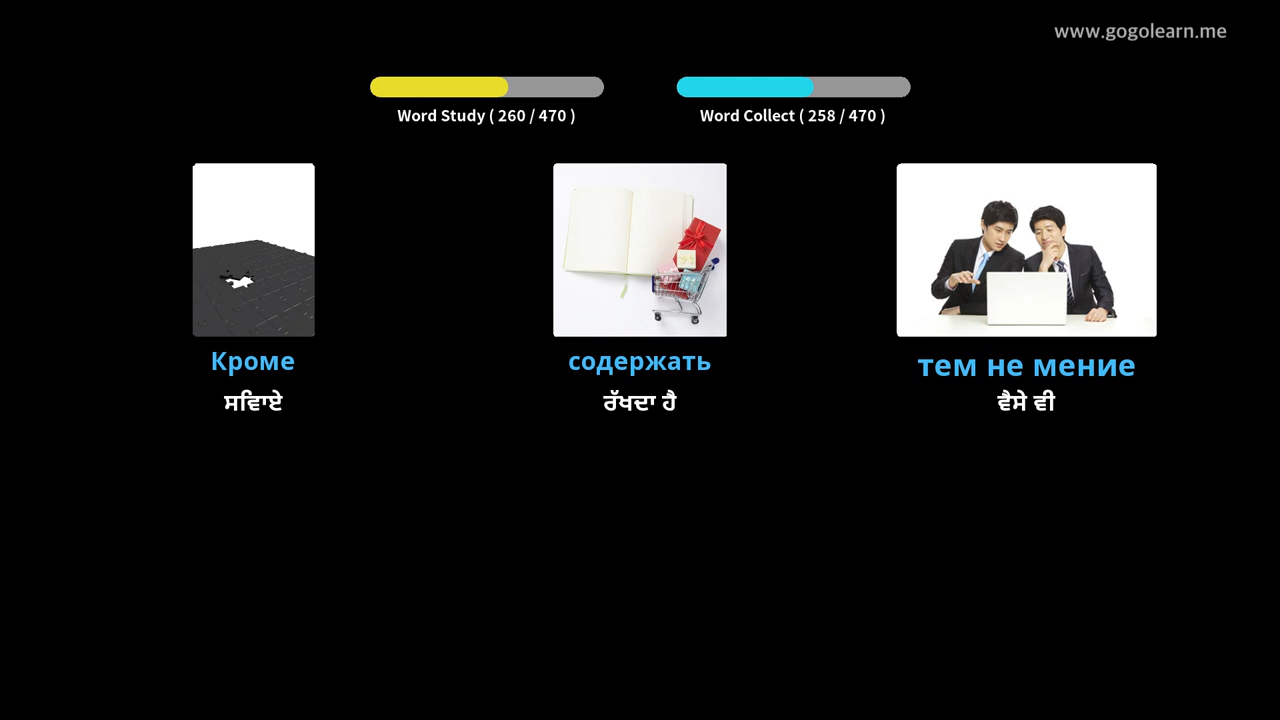 www.gogolearn.me
Word Study ( 260 / 470 )
Word Collect ( 258 / 470 )
Кроме
содержать
тем не мение
ਸਵਿਾਏ
ਰੱਖਦਾ ਹੈ
ਵੈਸੇ ਵੀ